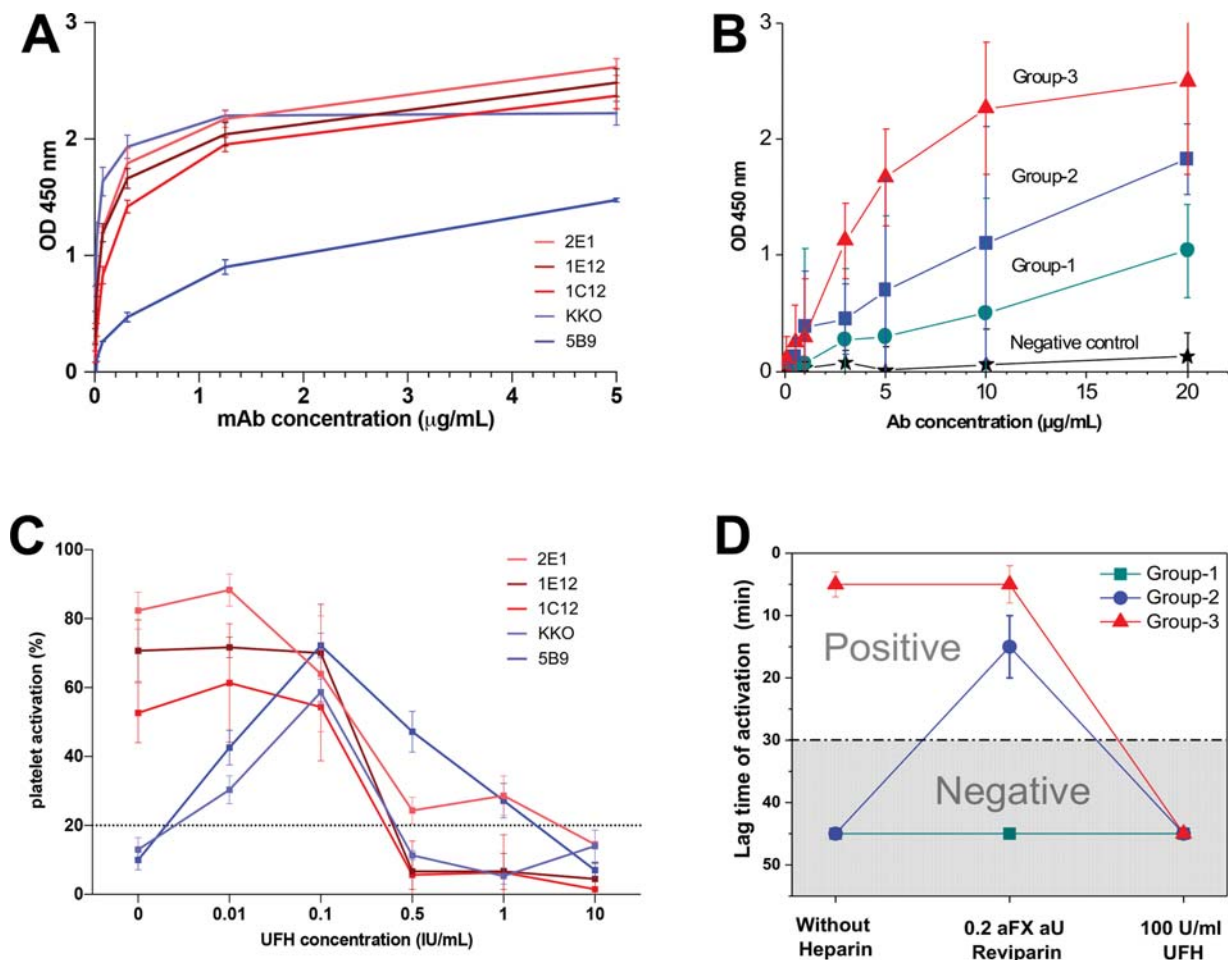 A
3
2
1
0
OD 450 nm
0
1
2
3
4
5
mAb concentration (μg/mL)
2E1
1E12
1C12
KKO
5B9
B
3
2
1
0
OD 450 nm
0
5
10
15
20
Ab concentration (µg/mL)
Group-3
Group-2
Group-1
Negative control
C
100
80
60
40
20
0
platelet activation (%)
0
0.01
0.1
0.5
1
10
UFH concentration (IU/mL)
2E1
1E12
1C12
KKO
5B9
D
0
10
20
30
40
50
Lag time of activation (min)
Group-1
Group-2
Group-3
Positive
Negative
Without
Heparin
0.2 aFX aU
Reviparin
100 U/ml
UFH